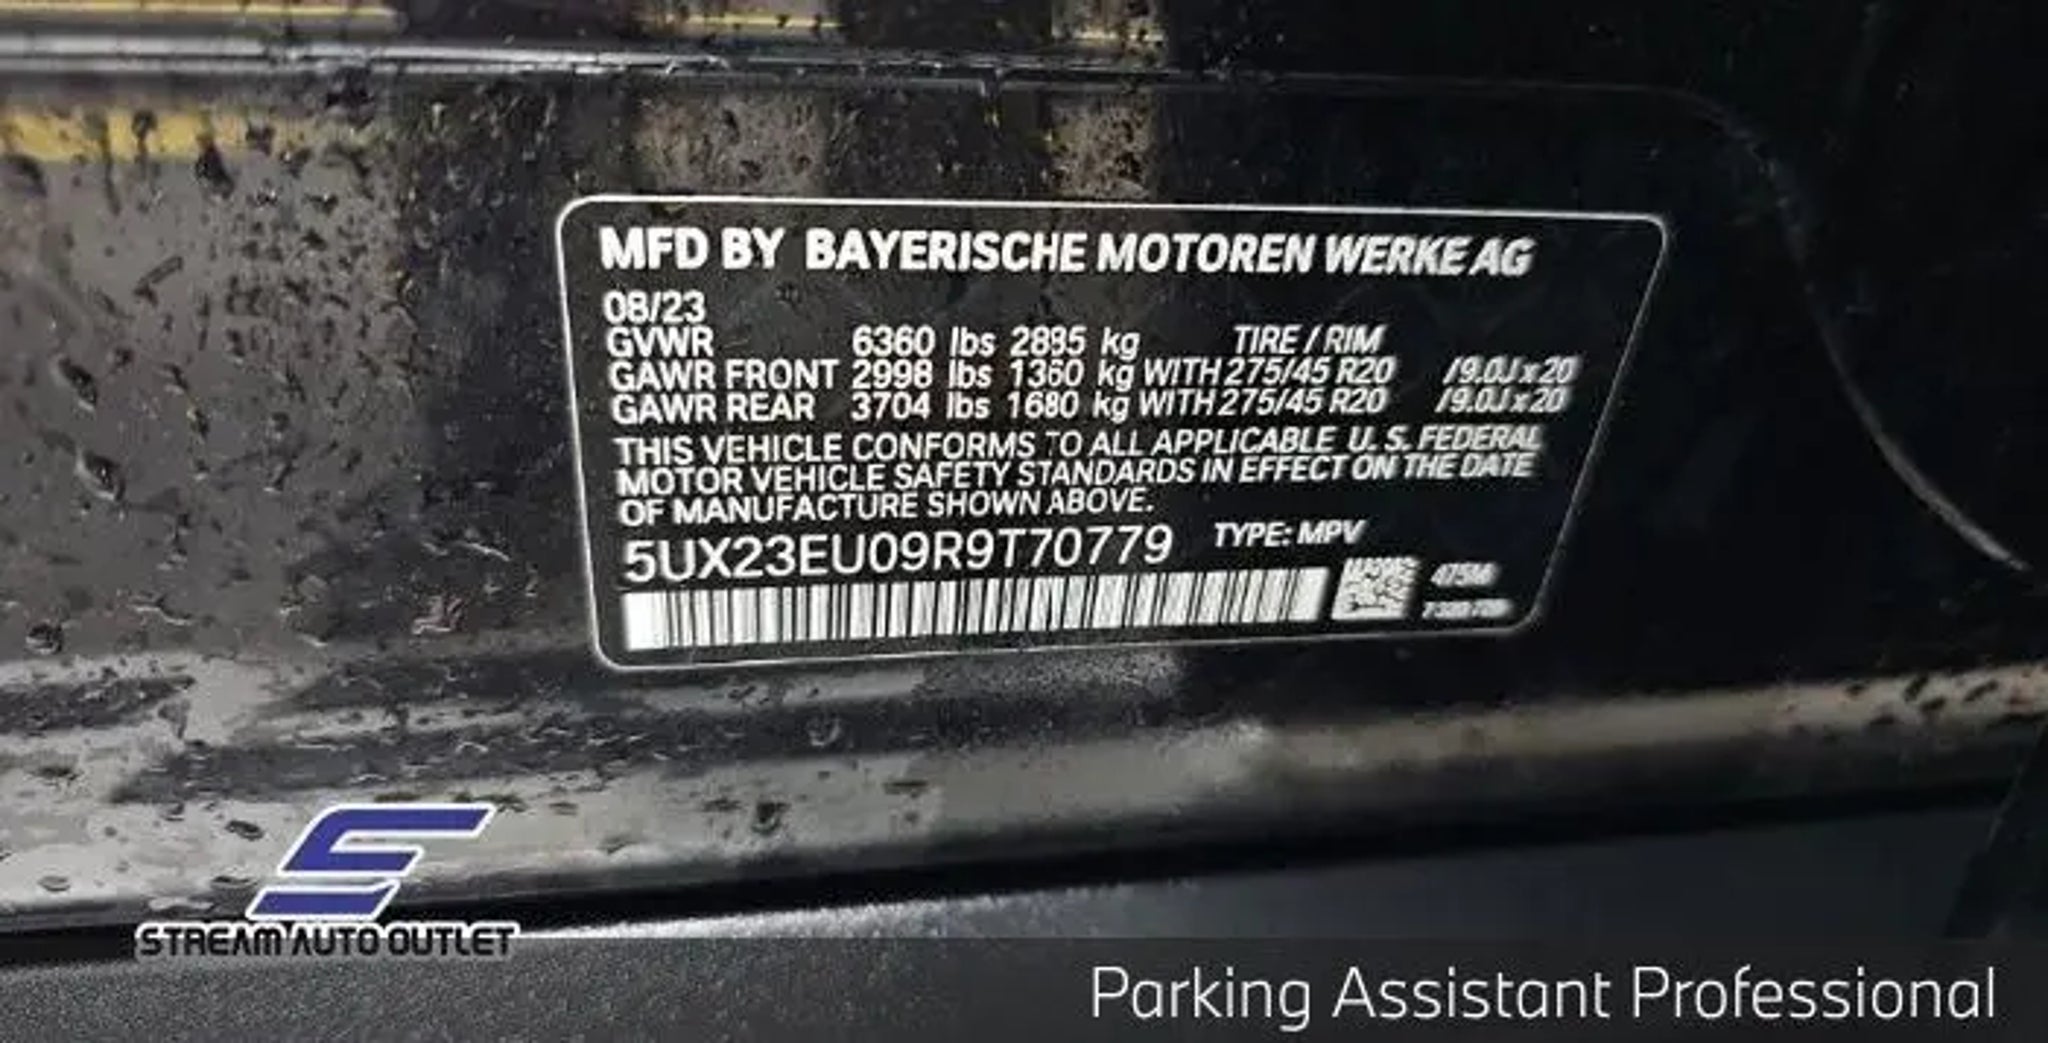 MFD BY BAYERISCHE MOTOREN WERKE AG
08/23
GVWR 6360 lbs 2885 kg TIRE / RIM
GAWR FRONT 2998 lbs 1360 kg WITH 275/45 R20 /9.0J x 20
GAWR REAR 3704 lbs 1680 kg WITH 275/45 R20 /9.0J x 20
THIS VEHICLE CONFORMS TO ALL APPLICABLE U. S. FEDERAL
MOTOR VEHICLE SAFETY STANDARDS IN EFFECT ON THE DATE
OF MANUFACTURE SHOWN ABOVE.
5UX23EU09R9T70779 TYPE: MPV
475M
STREAM AUTO OUTLET
Parking Assistant Professional